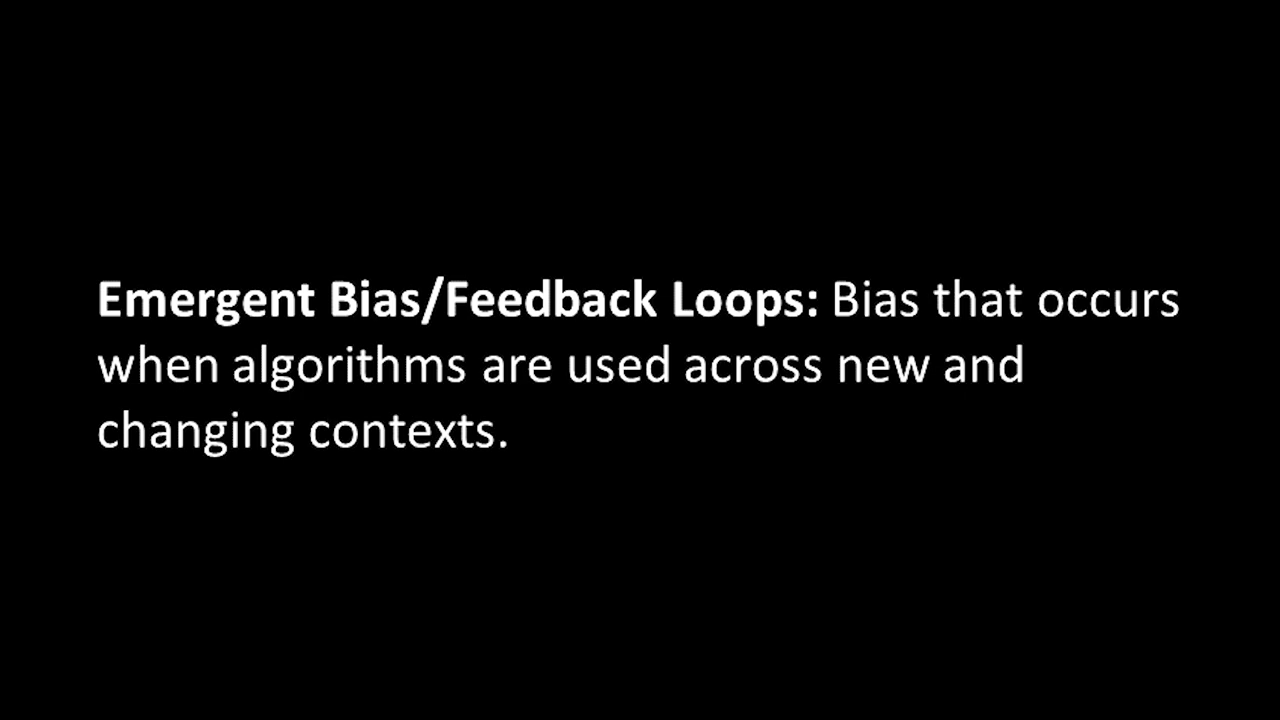 Emergent Bias/Feedback Loops: Bias that occurs
when algorithms are used across new and
changing contexts.